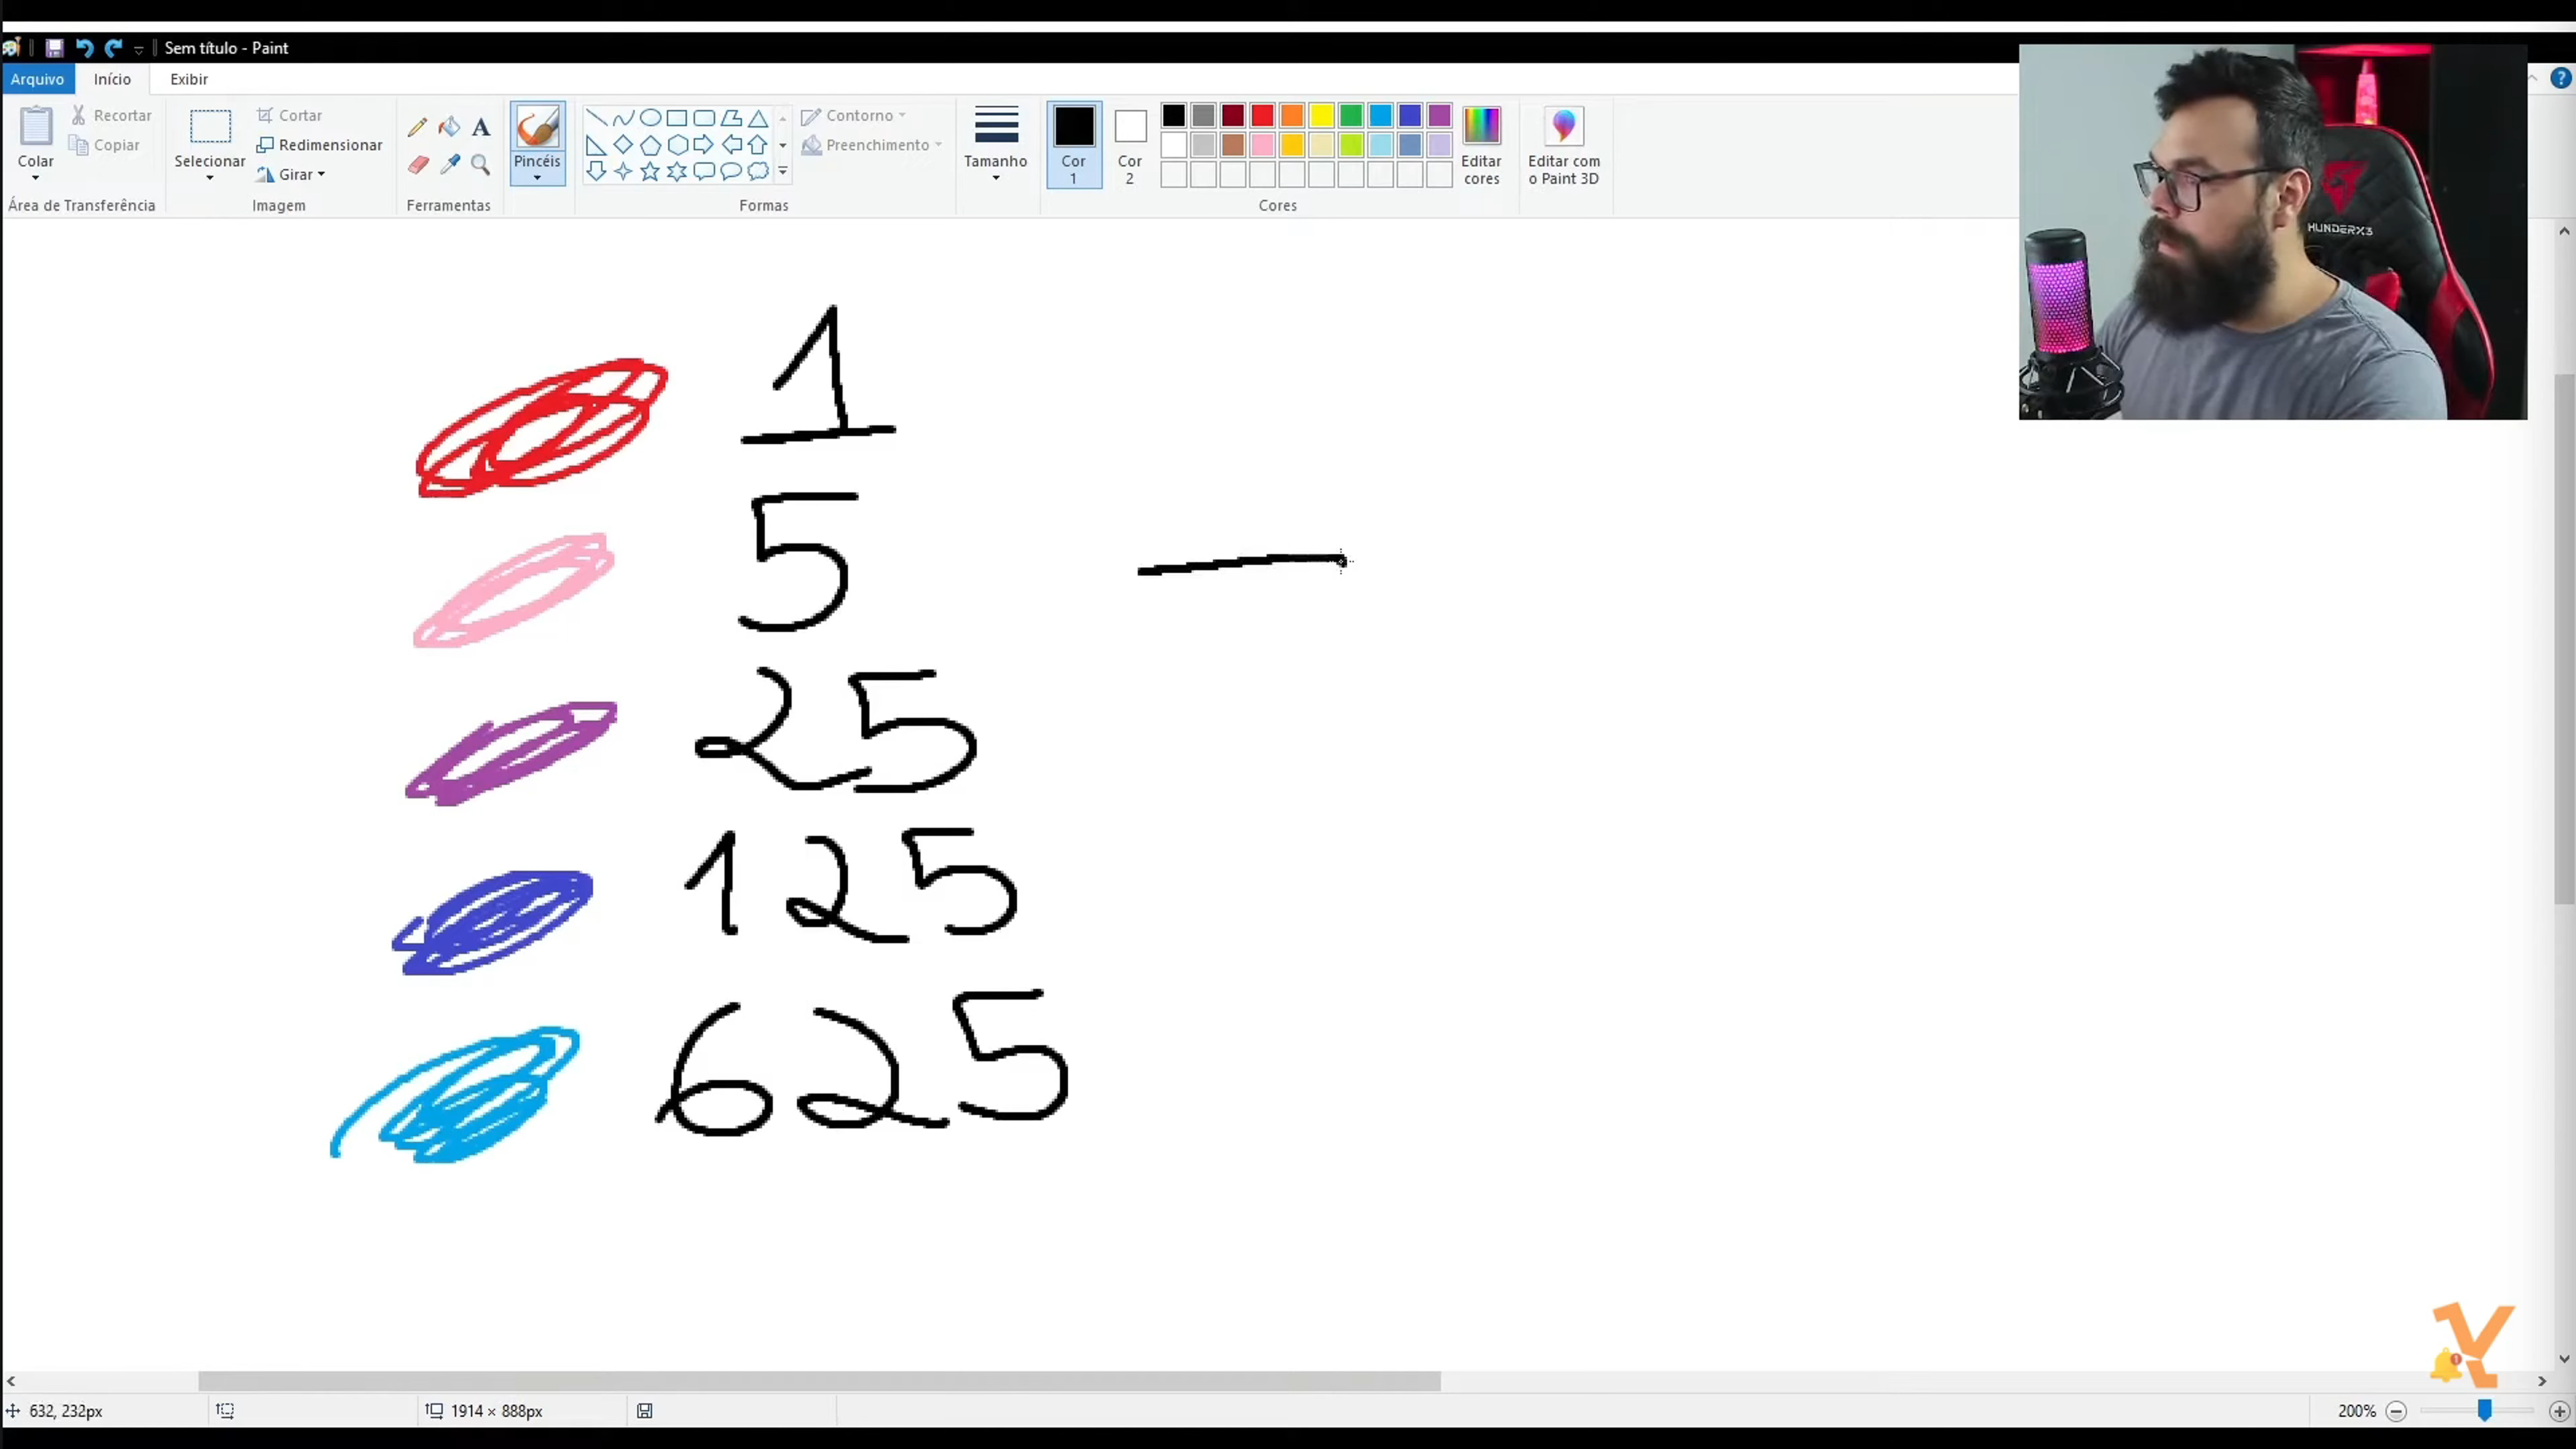 Sem título - Paint
Arquivo Início Exibir
Colar
Recortar
Copiar
Área de Transferência
Selecionar
Cortar
Redimensionar
Girar
Imagem
Ferramentas
Pincéis
Contorno
Preenchimento
Formas
Tamanho
Cor 1
Cor 2
Editar cores
Editar com o Paint 3D
Cores
HUNDERX3
1
5
25
125
625
632, 232px
1914 × 888px
200%